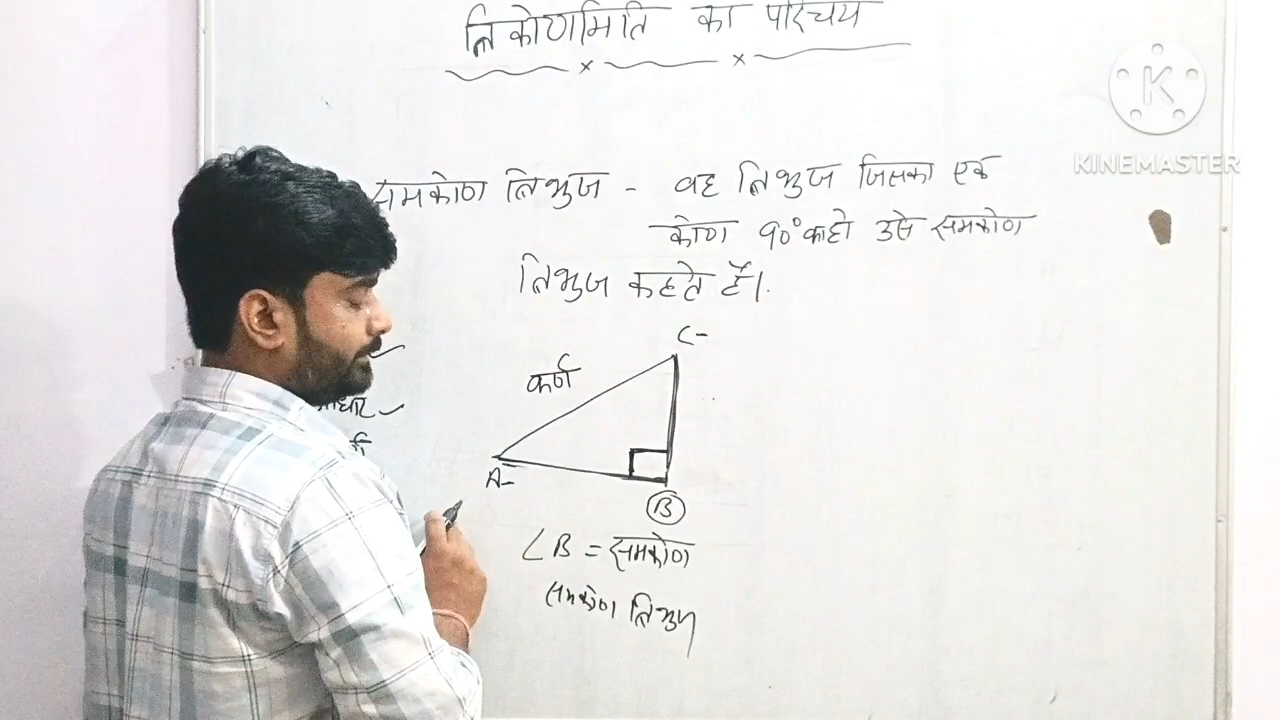 त्रिकोणमिति का परिचय
समकोण त्रिभुज - वह त्रिभुज जिसका एक
कोण 90° का हो उसे समकोण
त्रिभुज कहते हैं।
C
कर्ण
आधार
A
B
∠B = समकोण
समकोण त्रिभुज
K
KINEMASTER